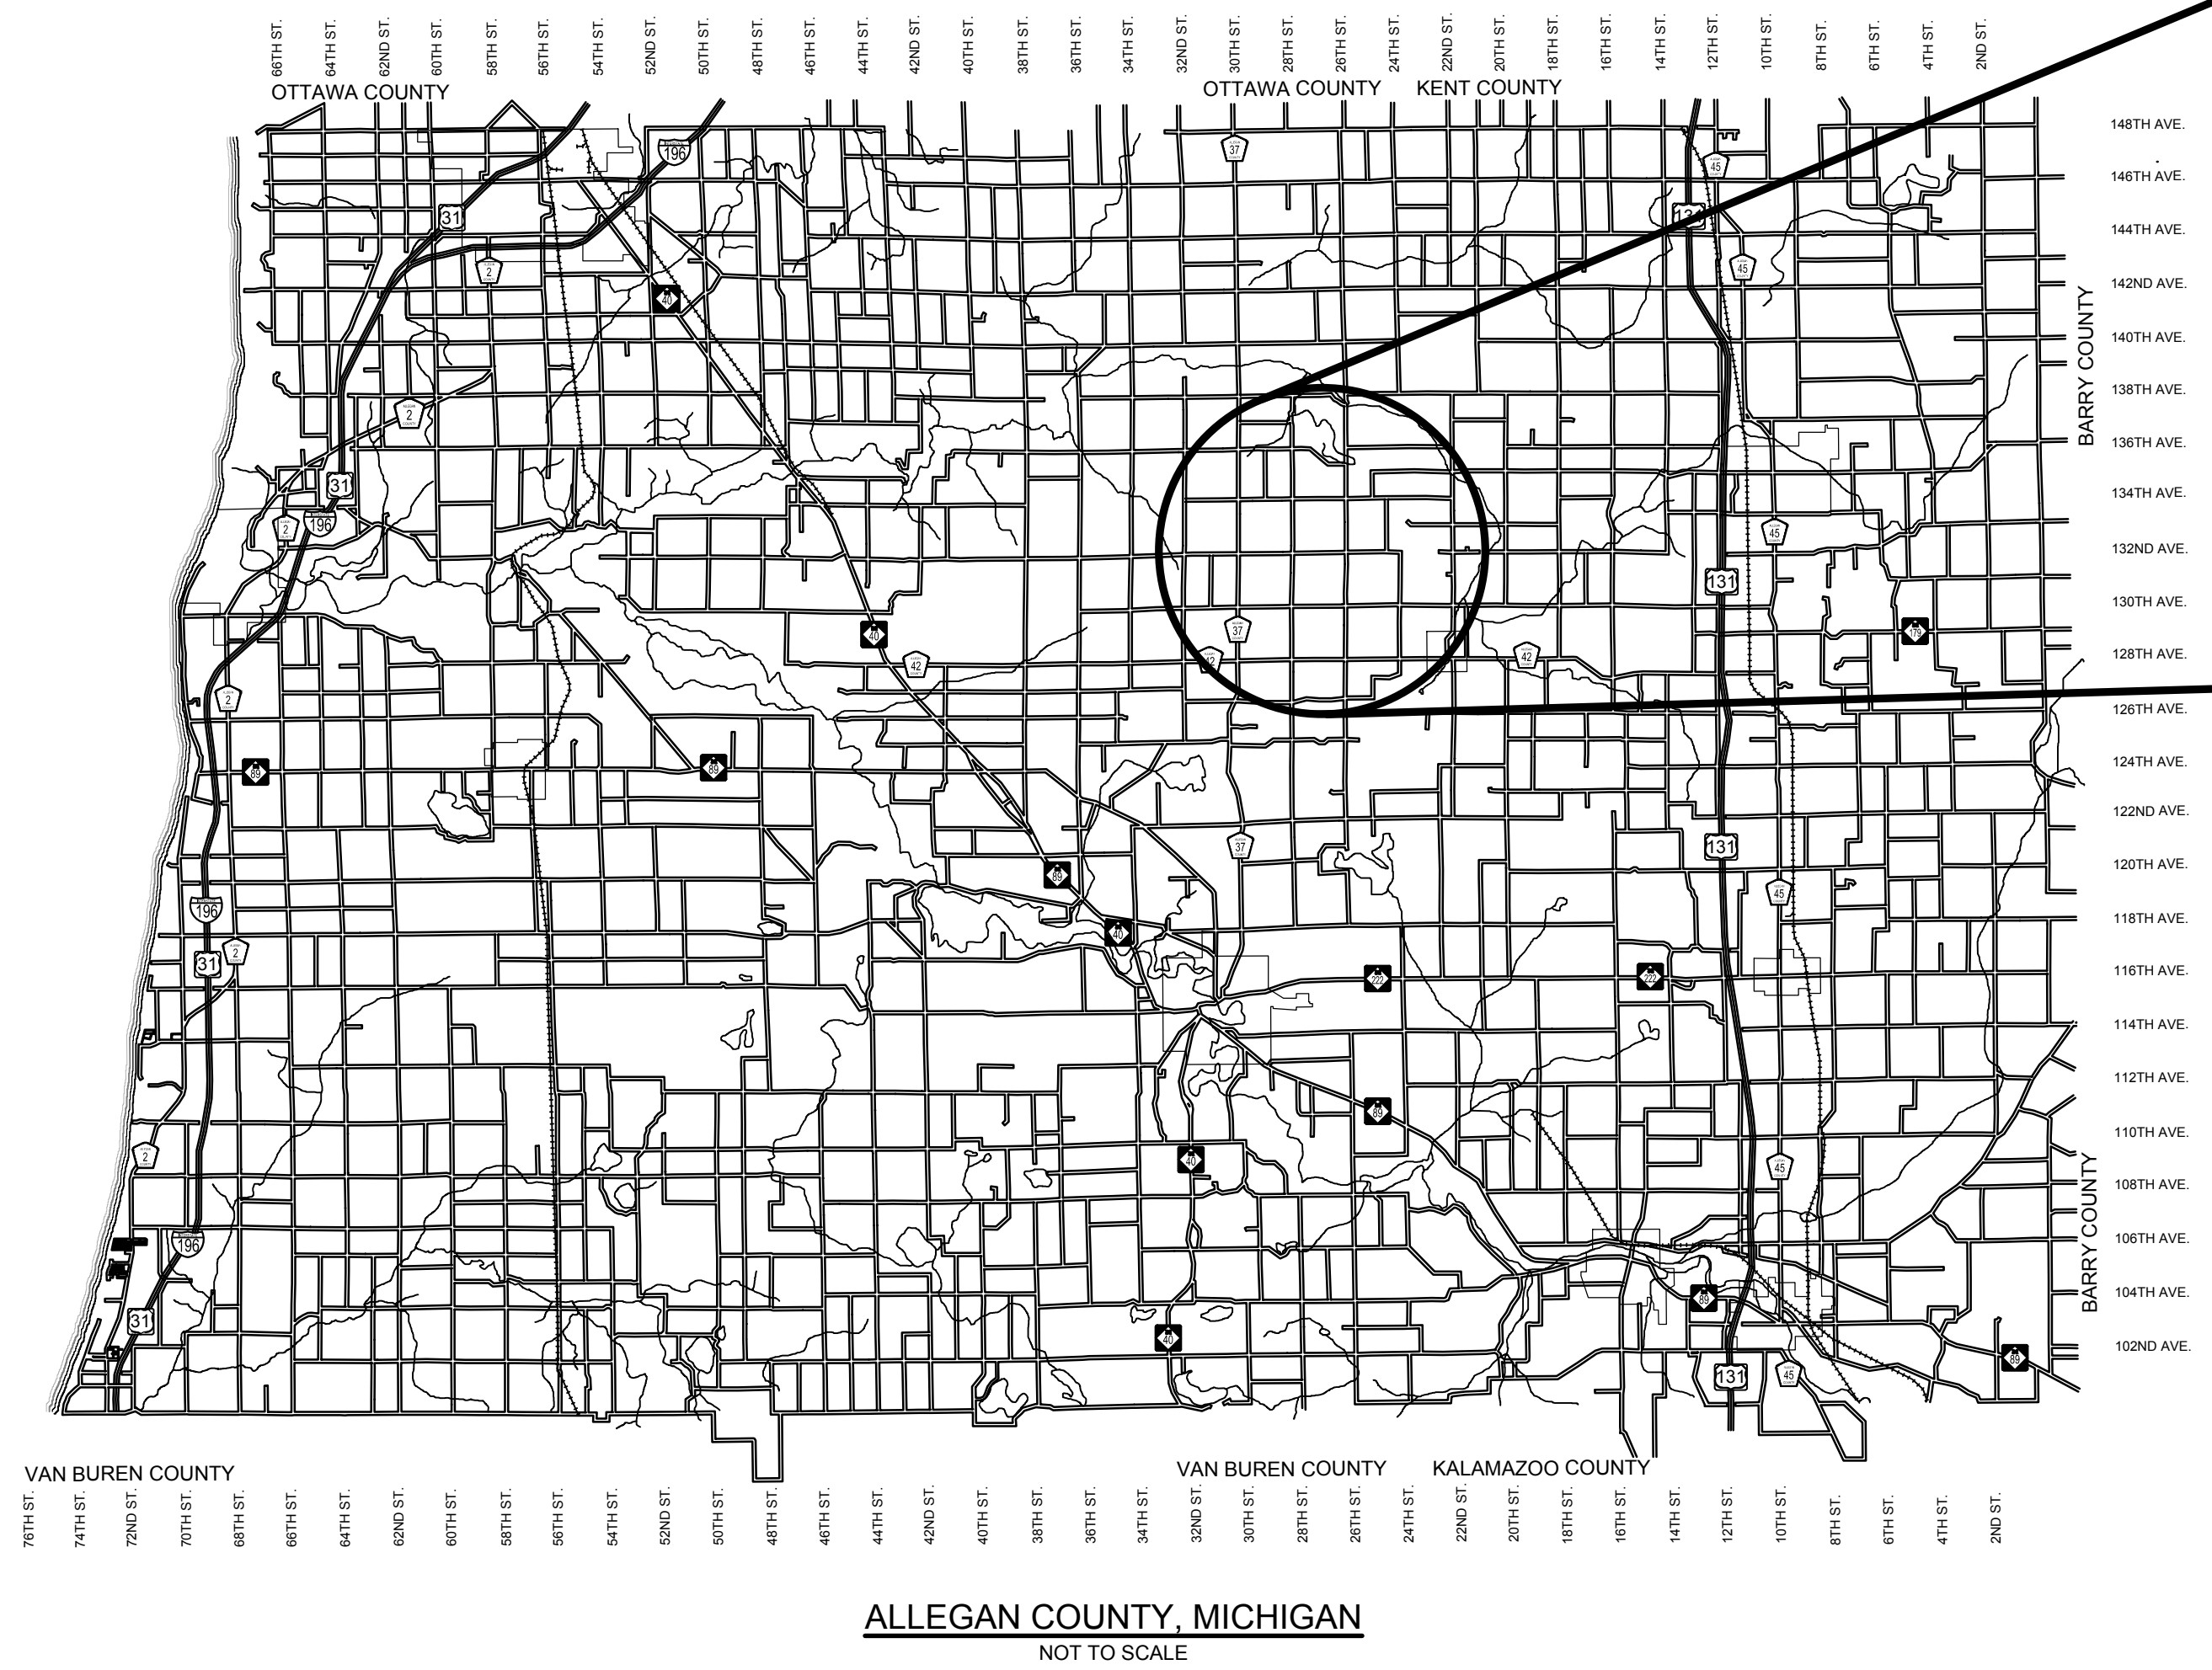 66TH ST.
64TH ST.
62ND ST.
60TH ST.
58TH ST.
56TH ST.
54TH ST.
52ND ST.
50TH ST.
48TH ST.
46TH ST.
44TH ST.
42ND ST.
40TH ST.
38TH ST.
36TH ST.
34TH ST.
32ND ST.
30TH ST.
28TH ST.
26TH ST.
24TH ST.
22ND ST.
20TH ST.
18TH ST.
16TH ST.
14TH ST.
12TH ST.
10TH ST.
8TH ST.
6TH ST.
4TH ST.
2ND ST.
OTTAWA COUNTY
OTTAWA COUNTY
KENT COUNTY
148TH AVE.
146TH AVE.
144TH AVE.
142ND AVE.
140TH AVE.
138TH AVE.
136TH AVE.
134TH AVE.
132ND AVE.
130TH AVE.
128TH AVE.
126TH AVE.
124TH AVE.
122ND AVE.
120TH AVE.
118TH AVE.
116TH AVE.
114TH AVE.
112TH AVE.
110TH AVE.
108TH AVE.
106TH AVE.
104TH AVE.
102ND AVE.
BARRY COUNTY
BARRY COUNTY
196
37
45
31
131
2
45
40
2
31
196
2
45
131
40
37
179
42
42
42
2
89
89
37
131
89
45
196
40
2
31
222
222
89
2
40
45
196
89
31
40
89
131
45
VAN BUREN COUNTY
VAN BUREN COUNTY
KALAMAZOO COUNTY
76TH ST.
74TH ST.
72ND ST.
70TH ST.
68TH ST.
66TH ST.
64TH ST.
62ND ST.
60TH ST.
58TH ST.
56TH ST.
54TH ST.
52ND ST.
50TH ST.
48TH ST.
46TH ST.
44TH ST.
42ND ST.
40TH ST.
38TH ST.
36TH ST.
34TH ST.
32ND ST.
30TH ST.
28TH ST.
26TH ST.
24TH ST.
22ND ST.
20TH ST.
18TH ST.
16TH ST.
14TH ST.
12TH ST.
10TH ST.
8TH ST.
6TH ST.
4TH ST.
2ND ST.
ALLEGAN COUNTY, MICHIGAN
NOT TO SCALE